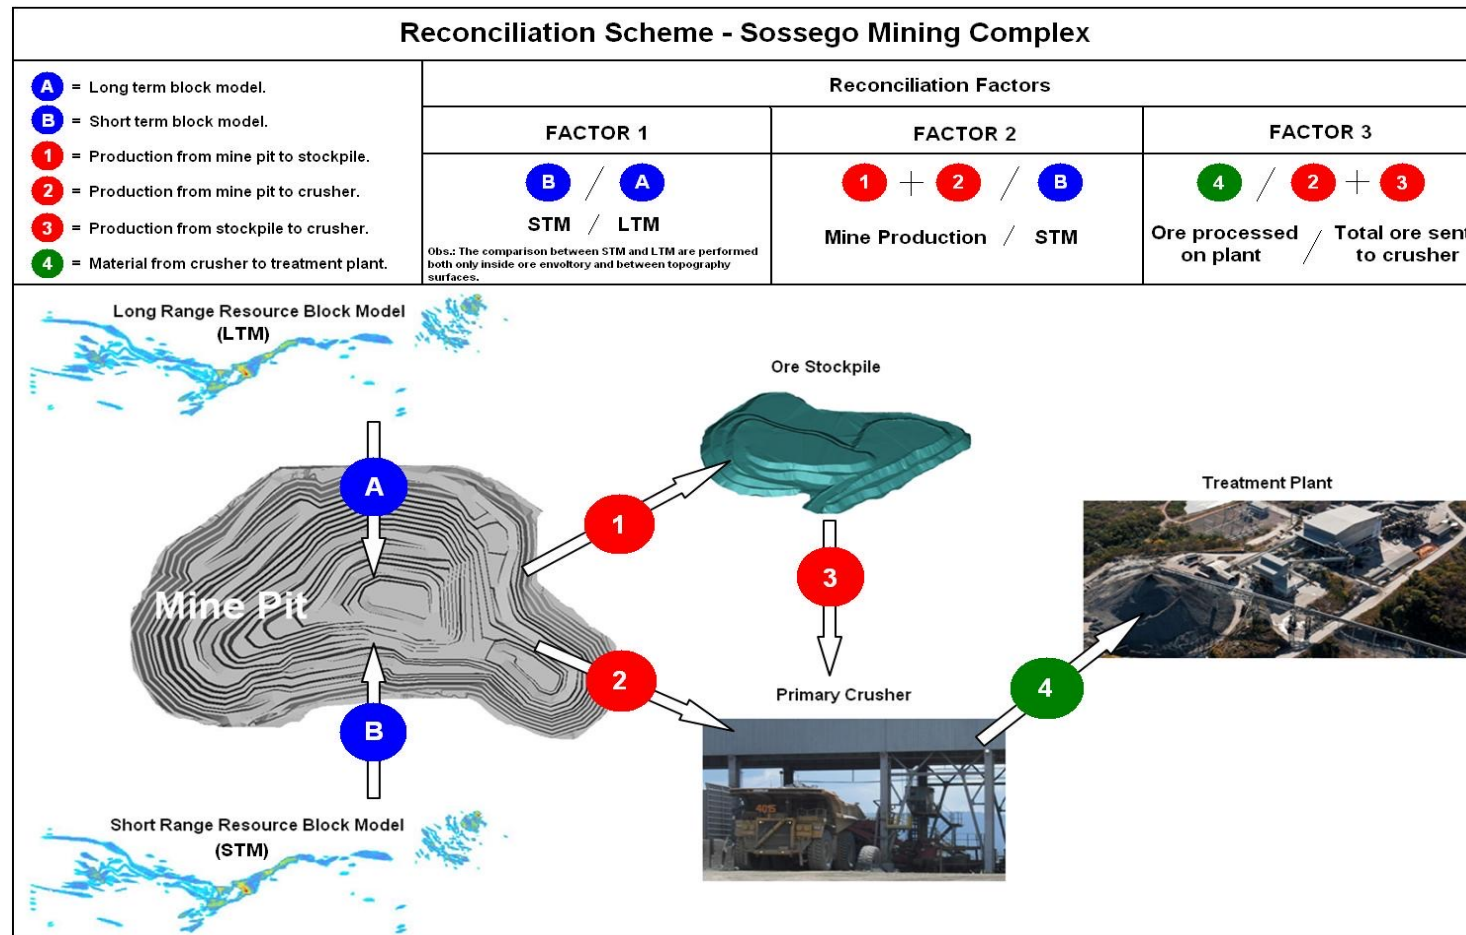 Reconciliation Scheme - Sossego Mining Complex
A = Long term block model.
B = Short term block model.
1 = Production from mine pit to stockpile.
2 = Production from mine pit to crusher.
3 = Production from stockpile to crusher.
4 = Material from crusher to treatment plant.
Reconciliation Factors
FACTOR 1
B / A
STM / LTM
Obs.: The comparison between STM and LTM are performed
both only inside ore envoltory and between topography
surfaces.
FACTOR 2
1 + 2 / B
Mine Production / STM
FACTOR 3
4 / 2 + 3
Ore processed
on plant
/
Total ore sent
to crusher
Long Range Resource Block Model
(LTM)
A
Mine Pit
B
Short Range Resource Block Model
(STM)
1
2
Ore Stockpile
3
Primary Crusher
4015
4
Treatment Plant